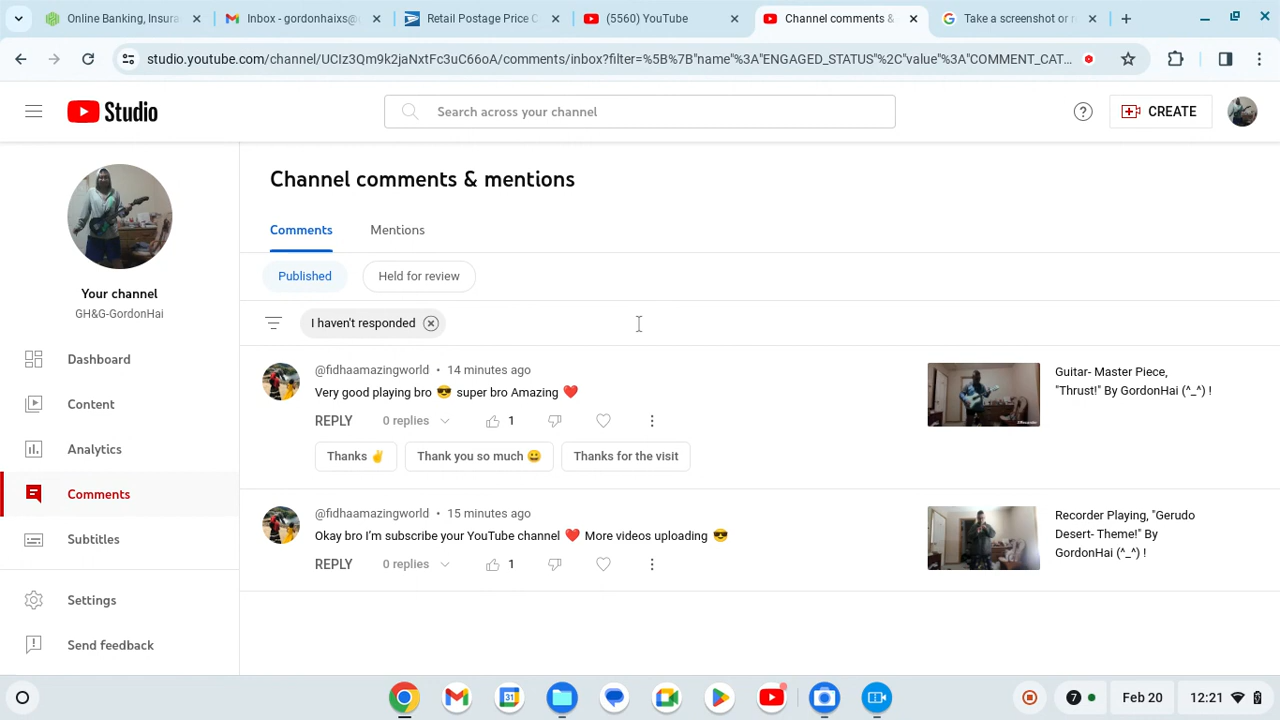 Online Banking, Insura
Inbox - gordonhaixs@
Retail Postage Price C
(5560) YouTube
Channel comments &
Take a screenshot or r
studio.youtube.com/channel/UCIz3Qm9k2jaNxtFc3uC66oA/comments/inbox?filter=%5B%7B"name"%3A"ENGAGED_STATUS"%2C"value"%3A"COMMENT_CAT...
Studio
Search across your channel
CREATE
Your channel
GH&G-GordonHai
Dashboard
Content
Analytics
Comments
Subtitles
Settings
Send feedback
Channel comments & mentions
Comments
Mentions
Published
Held for review
I haven't responded
@fidhaamazingworld • 14 minutes ago
Very good playing bro 😎 super bro Amazing ❤️
REPLY
0 replies
1
Thanks ✌️
Thank you so much 😀
Thanks for the visit
Guitar- Master Piece,
"Thrust!" By GordonHai (^_^) !
@fidhaamazingworld • 15 minutes ago
Okay bro I'm subscribe your YouTube channel ❤️ More videos uploading 😎
REPLY
0 replies
1
Recorder Playing, "Gerudo
Desert- Theme!" By
GordonHai (^_^) !
7
Feb 20
12:21